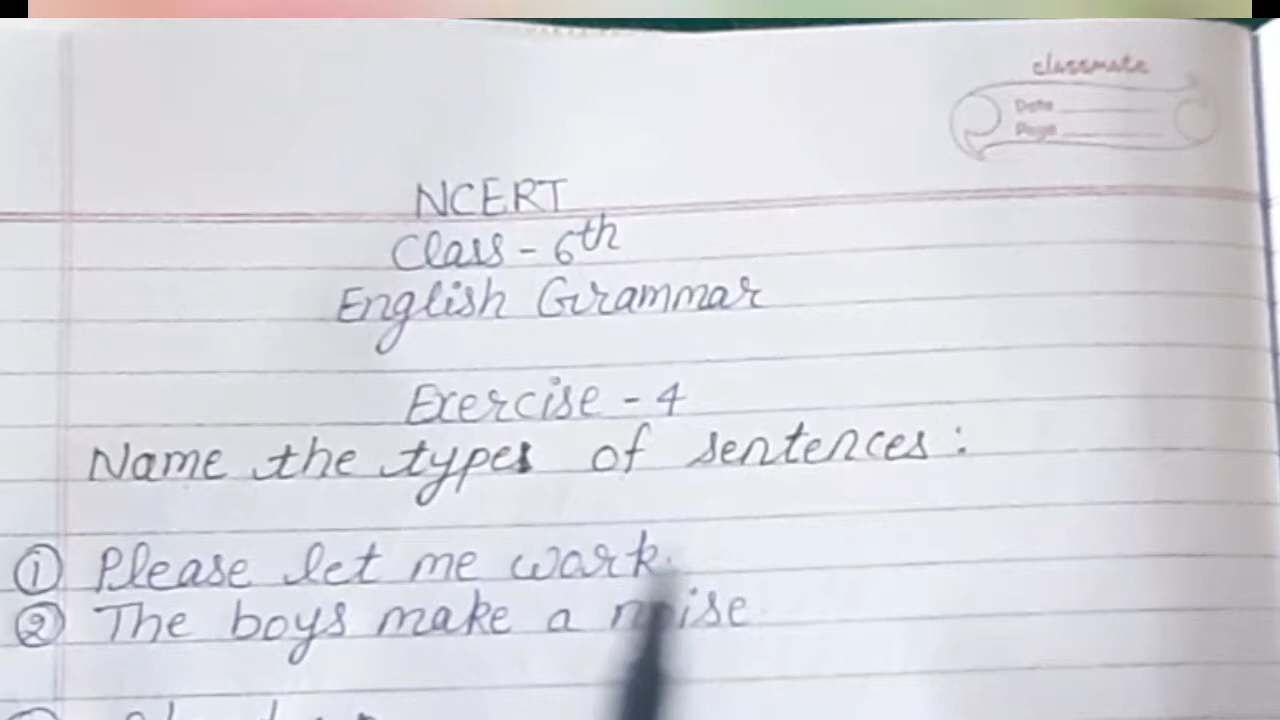 classmate
Date
Page
NCERT
Class - 6th
English Grammar
Exercise - 4
Name the types of sentences :
① Please let me work.
② The boys make a noise.